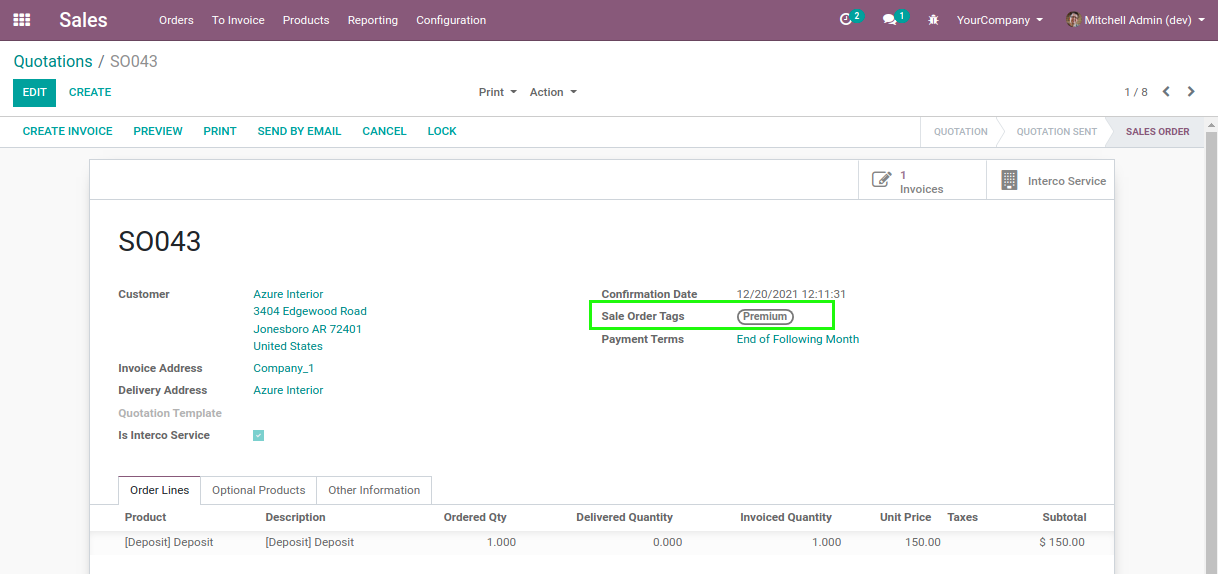 Sales Orders To Invoice Products Reporting Configuration 2 1 YourCompany Mitchell Admin (dev)
Quotations / SO043
EDIT CREATE Print Action 1 / 8
CREATE INVOICE PREVIEW PRINT SEND BY EMAIL CANCEL LOCK QUOTATION QUOTATION SENT SALES ORDER
1
Invoices
Interco Service
SO043
Customer Azure Interior
3404 Edgewood Road
Jonesboro AR 72401
United States
Invoice Address Company_1
Delivery Address Azure Interior
Quotation Template
Is Interco Service
Confirmation Date 12/20/2021 12:11:31
Sale Order Tags Premium
Payment Terms End of Following Month
Order Lines Optional Products Other Information
Product Description Ordered Qty Delivered Quantity Invoiced Quantity Unit Price Taxes Subtotal
[Deposit] Deposit [Deposit] Deposit 1.000 0.000 1.000 150.00 $ 150.00